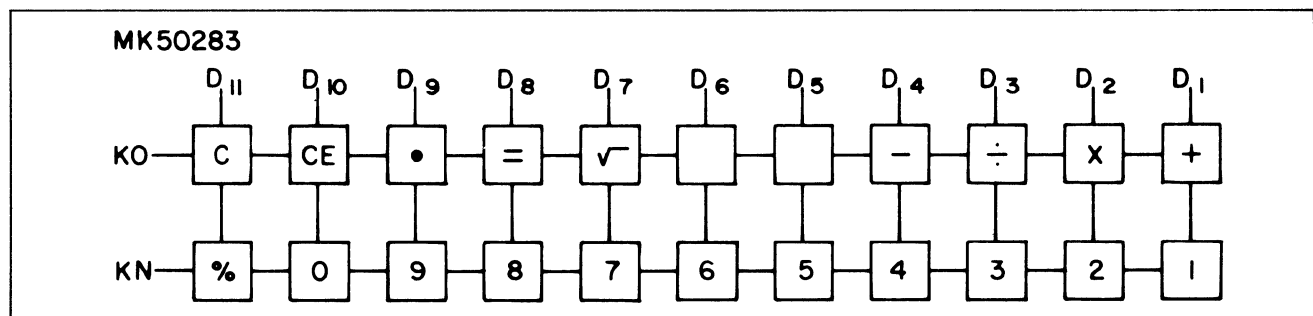 MK50283
D11 D10 D9 D8 D7 D6 D5 D4 D3 D2 D1
KO C CE • = √ - ÷ X +
KN % 0 9 8 7 6 5 4 3 2 1